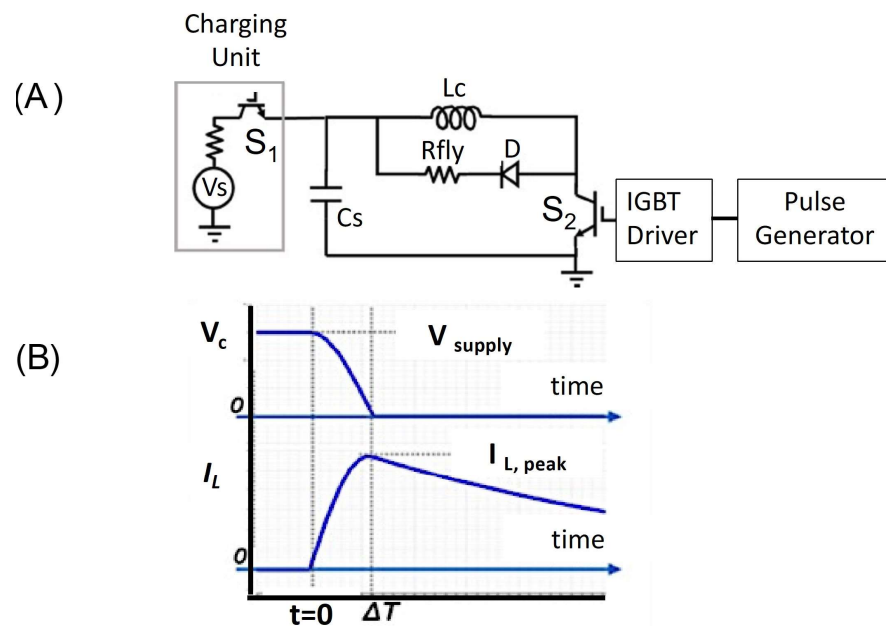 Charging
Unit
(A)
S1
Vs
Cs
Lc
Rfly
D
S2
IGBT
Driver
Pulse
Generator
(B)
Vc
V supply
0
time
IL
I L, peak
0
time
t=0
ΔT